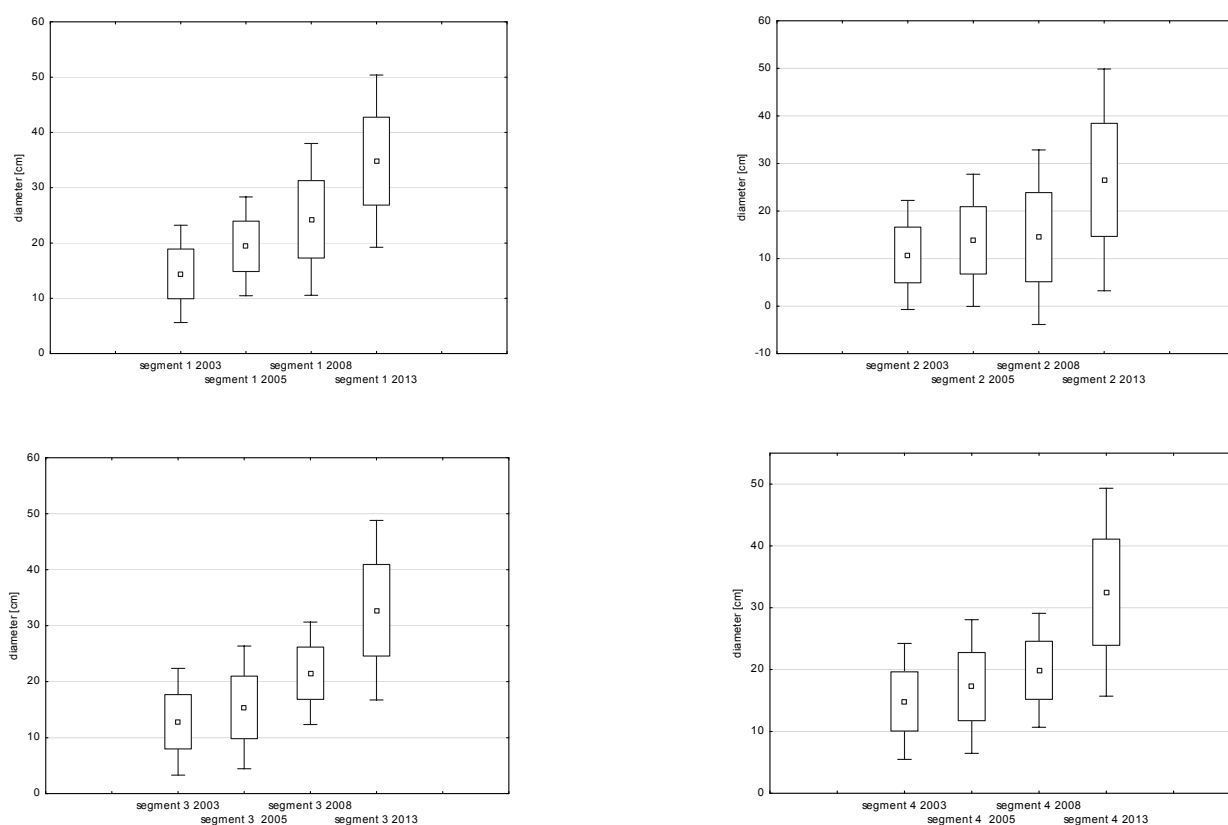 60
50
40
30
20
10
0
diameter [cm]
segment 1 2003 segment 1 2008
segment 1 2005 segment 1 2013
60
50
40
30
20
10
0
-10
diameter [cm]
segment 2 2003 segment 2 2008
segment 2 2005 segment 2 2013
60
50
40
30
20
10
0
diameter [cm]
segment 3 2003 segment 3 2008
segment 3 2005 segment 3 2013
50
40
30
20
10
0
diameter [cm]
segment 4 2003 segment 4 2008
segment 4 2005 segment 4 2013